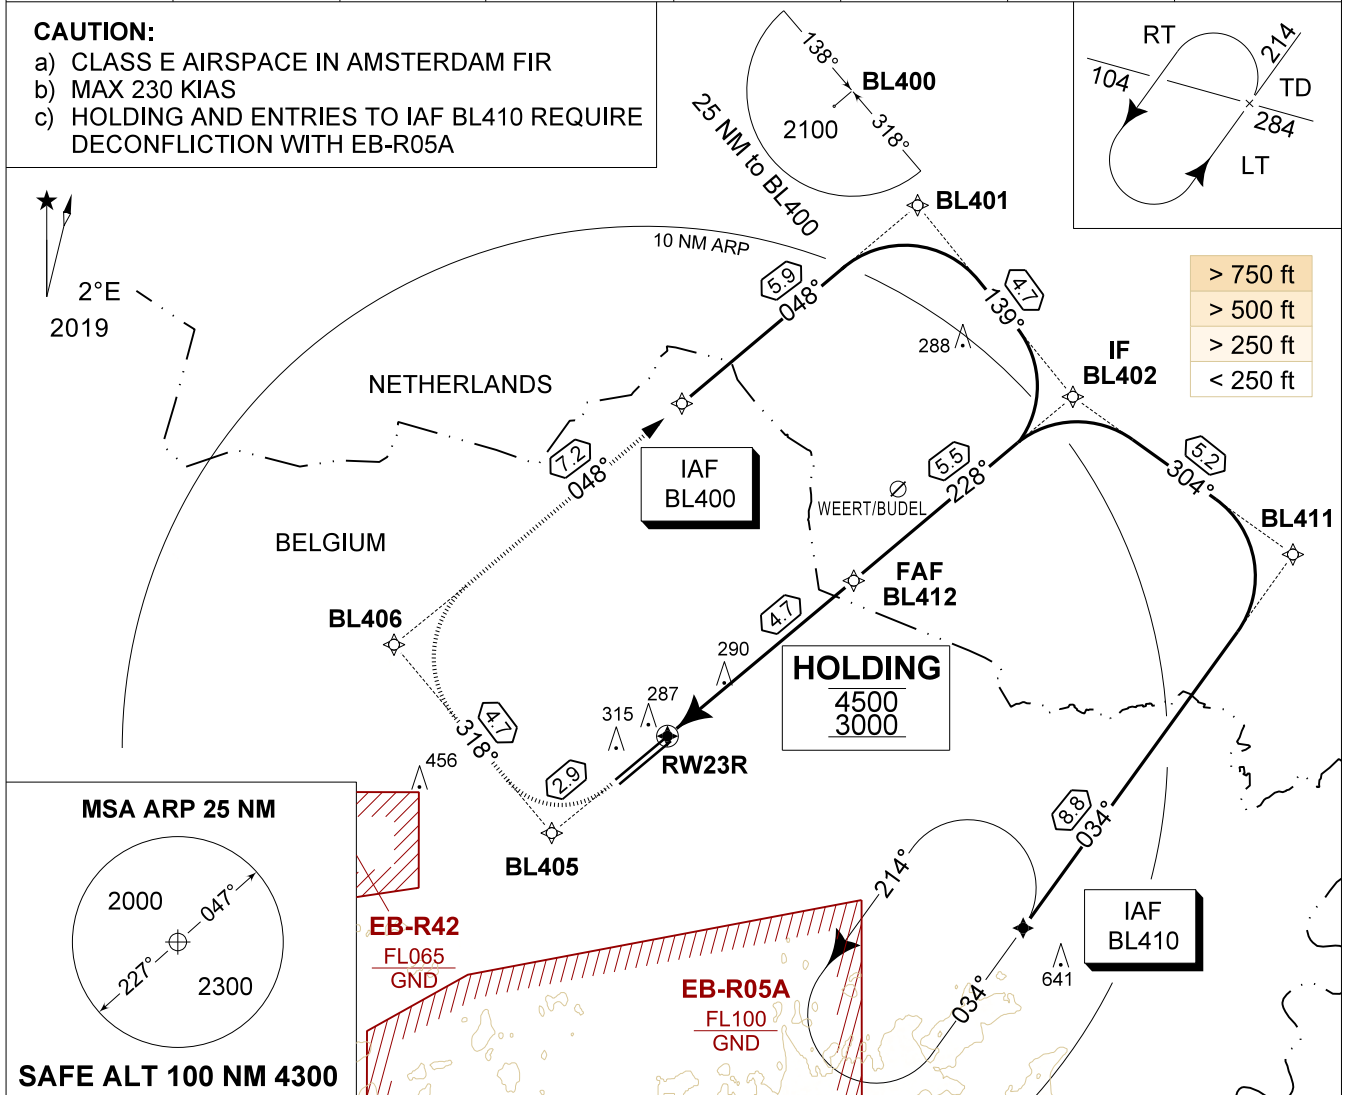 CAUTION:
a) CLASS E AIRSPACE IN AMSTERDAM FIR
b) MAX 230 KIAS
c) HOLDING AND ENTRIES TO IAF BL410 REQUIRE
DECONFLICTION WITH EB-R05A
138°
BL400
2100
318°
25 NM to BL400
RT
214
104
TD
284
LT
BL401
10 NM ARP
2°E
2019
5.9
048°
4.7
139°
> 750 ft
> 500 ft
> 250 ft
< 250 ft
288
IF
BL402
NETHERLANDS
7.2
048°
IAF
BL400
5.5
228°
5.2
304°
WEERT/BUDEL
BL411
BELGIUM
FAF
BL412
BL406
4.7
290
HOLDING
4500
3000
287
315
4.7
318°
RW23R
456
2.9
BL405
8.8
034°
MSA ARP 25 NM
2000
047°
227°
2300
SAFE ALT 100 NM 4300
EB-R42
FL065
GND
214°
IAF
BL410
641
034°
EB-R05A
FL100
GND